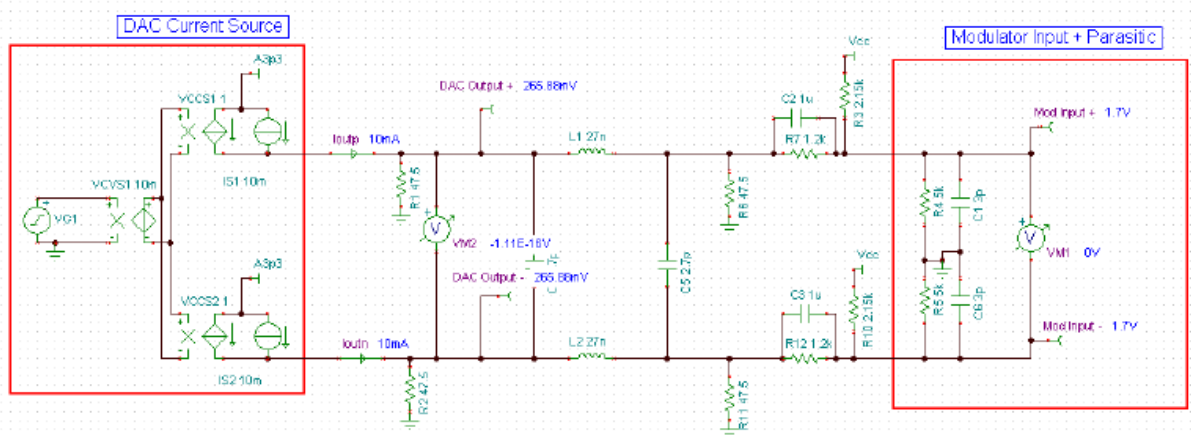 DAC Current Source
Modulator Input + Parasitic
A3p3
Vcc
VCCS1 1
DAC Output + 265.88mV
C2 1u
R3 2.15k
Mod Input + 1.7V
Ioutp 10mA
L1 27n
R7 1.2k
VCVS1 10m
IS1 10m
R1 47.5
R6 47.5
R4 5k
C1 3p
VG1
V
VM2 -1.11E-16V
V
VM1 0V
A3p3
DAC Output - 265.88mV
C5 2.7p
Vcc
VCCS2 1
C3 1u
R10 2.15k
R5 5k
C6 3p
Mod Input - 1.7V
Ioutn 10mA
L2 27n
R12 1.2k
IS2 10m
R2 47.5
R11 47.5